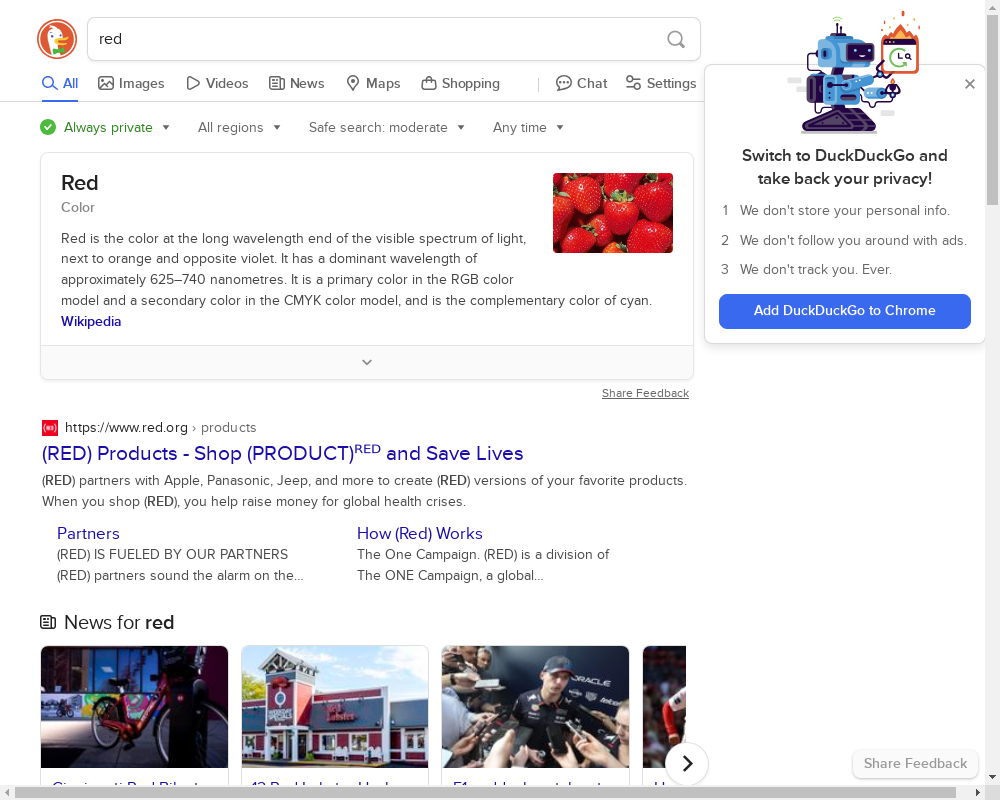 red
All
Images
Videos
News
Maps
Shopping
Chat
Settings
Always private
All regions
Safe search: moderate
Any time
Red
Color
Red is the color at the long wavelength end of the visible spectrum of light,
next to orange and opposite violet. It has a dominant wavelength of
approximately 625–740 nanometres. It is a primary color in the RGB color
model and a secondary color in the CMYK color model, and is the complementary color of cyan.
Wikipedia
Share Feedback
https://www.red.org › products
(RED) Products - Shop (PRODUCT)ᴿᴱᴰ and Save Lives
(RED) partners with Apple, Panasonic, Jeep, and more to create (RED) versions of your favorite products.
When you shop (RED), you help raise money for global health crises.
Partners
(RED) IS FUELED BY OUR PARTNERS
(RED) partners sound the alarm on the...
How (Red) Works
The One Campaign. (RED) is a division of
The ONE Campaign, a global...
News for red
ORACLE
Lobster
Switch to DuckDuckGo and
take back your privacy!
1 We don't store your personal info.
2 We don't follow you around with ads.
3 We don't track you. Ever.
Add DuckDuckGo to Chrome
Share Feedback